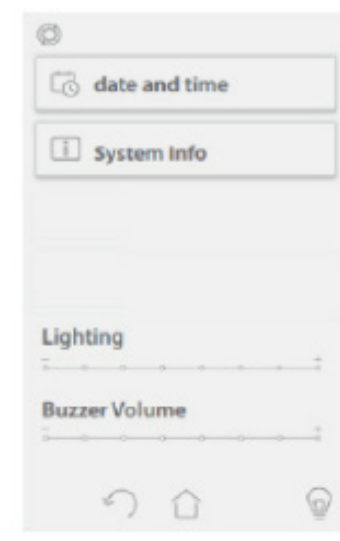 date and time
System Info
Lighting
- +
Buzzer Volume
- +